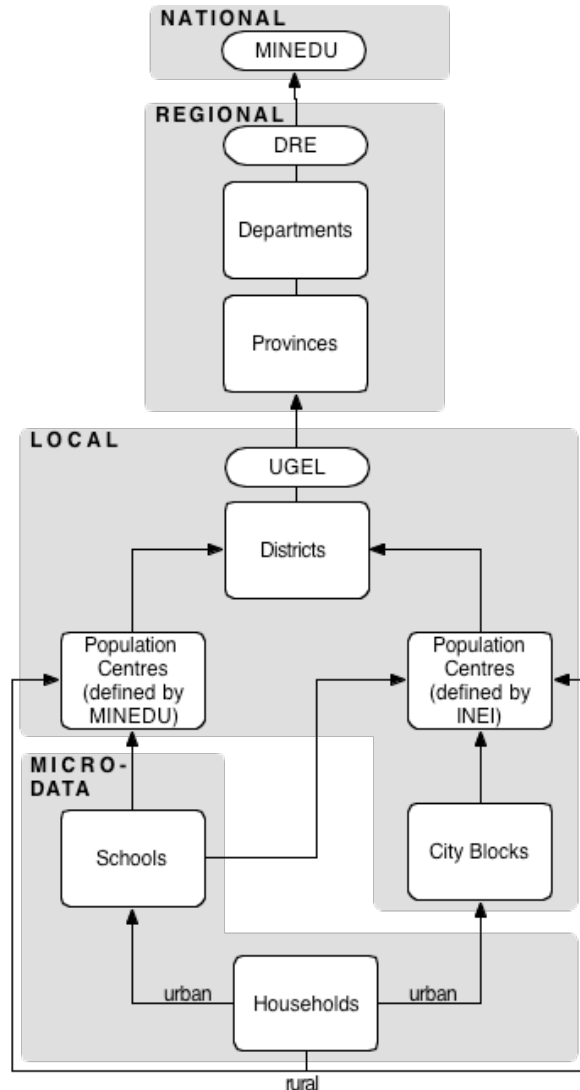 NATIONAL
MINEDU
REGIONAL
DRE
Departments
Provinces
LOCAL
UGEL
Districts
Population
Centres
(defined by
MINEDU)
Population
Centres
(defined by
INEI)
MICRO-
DATA
Schools
City Blocks
urban
Households
urban
rural